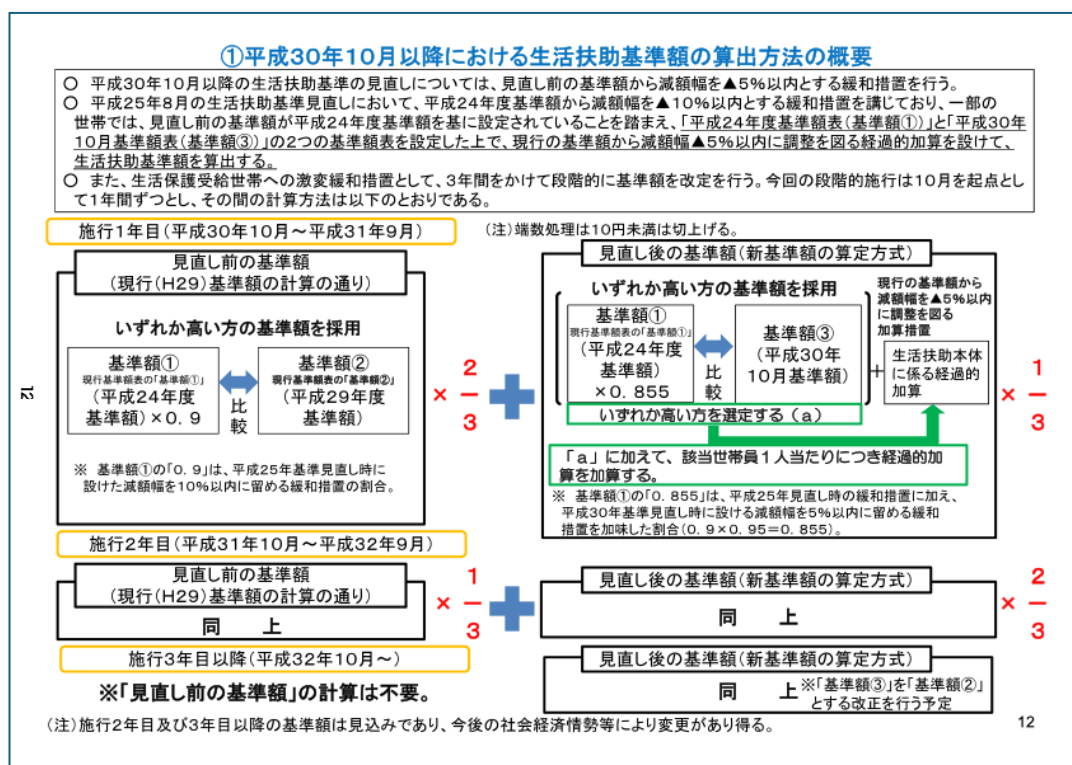 ①平成30年10月以降における生活扶助基準額の算出方法の概要
○ 平成30年10月以降の生活扶助基準の見直しについては、見直し前の基準額から減額幅を▲5%以内とする緩和措置を行う。
○ 平成25年8月の生活扶助基準見直しにおいて、平成24年度基準額から減額幅を▲10%以内とする緩和措置を講じており、一部の
世帯では、見直し前の基準額が平成24年度基準額を基に設定されていることを踏まえ、「平成24年度基準額表(基準額①)」と「平成30年
10月基準額表(基準額③)」の2つの基準額表を設定した上で、現行の基準額から減額幅▲5%以内に調整を図る経過的加算を設けて、
生活扶助基準額を算出する。
○ また、生活保護受給世帯への激変緩和措置として、3年間をかけて段階的に基準額を改定を行う。今回の段階的施行は10月を起点とし
て1年間ずつとし、その間の計算方法は以下のとおりである。
施行1年目(平成30年10月～平成31年9月)
(注)端数処理は10円未満は切上げる。
見直し前の基準額
(現行(H29)基準額の計算の通り)
いずれか高い方の基準額を採用
基準額①
現行基準額表の「基準額①」
(平成24年度
基準額)×0.9
比
較
基準額②
現行基準額表の「基準額②」
(平成29年度
基準額)
※ 基準額①の「0.9」は、平成25年基準見直し時に
設けた減額幅を10%以内に留める緩和措置の割合。
×
2
3
見直し後の基準額(新基準額の算定方式)
いずれか高い方の基準額を採用
基準額①
現行基準額表の「基準額①」
(平成24年度
基準額)
×0.855
比
較
基準額③
(平成30年
10月基準額)
現行の基準額から
減額幅を▲5%以内
に調整を図る
加算措置
+
生活扶助本体
に係る経過的
加算
いずれか高い方を選定する(a)
「a」に加えて、該当世帯員1人当たりにつき経過的加
算を加算する。
※ 基準額①の「0.855」は、平成25年見直し時の緩和措置に加え、
平成30年基準見直し時に設ける減額幅を5%以内に留める緩和
措置を加味した割合(0.9×0.95=0.855)。
×
1
3
施行2年目(平成31年10月～平成32年9月)
見直し前の基準額
(現行(H29)基準額の計算の通り)
同 上
×
1
3
見直し後の基準額(新基準額の算定方式)
同 上
×
2
3
施行3年目以降(平成32年10月～)
※「見直し前の基準額」の計算は不要。
見直し後の基準額(新基準額の算定方式)
同 上
※「基準額③」を「基準額②」
とする改正を行う予定
(注)施行2年目及び3年目以降の基準額は見込みであり、今後の社会経済情勢等により変更があり得る。
12
12